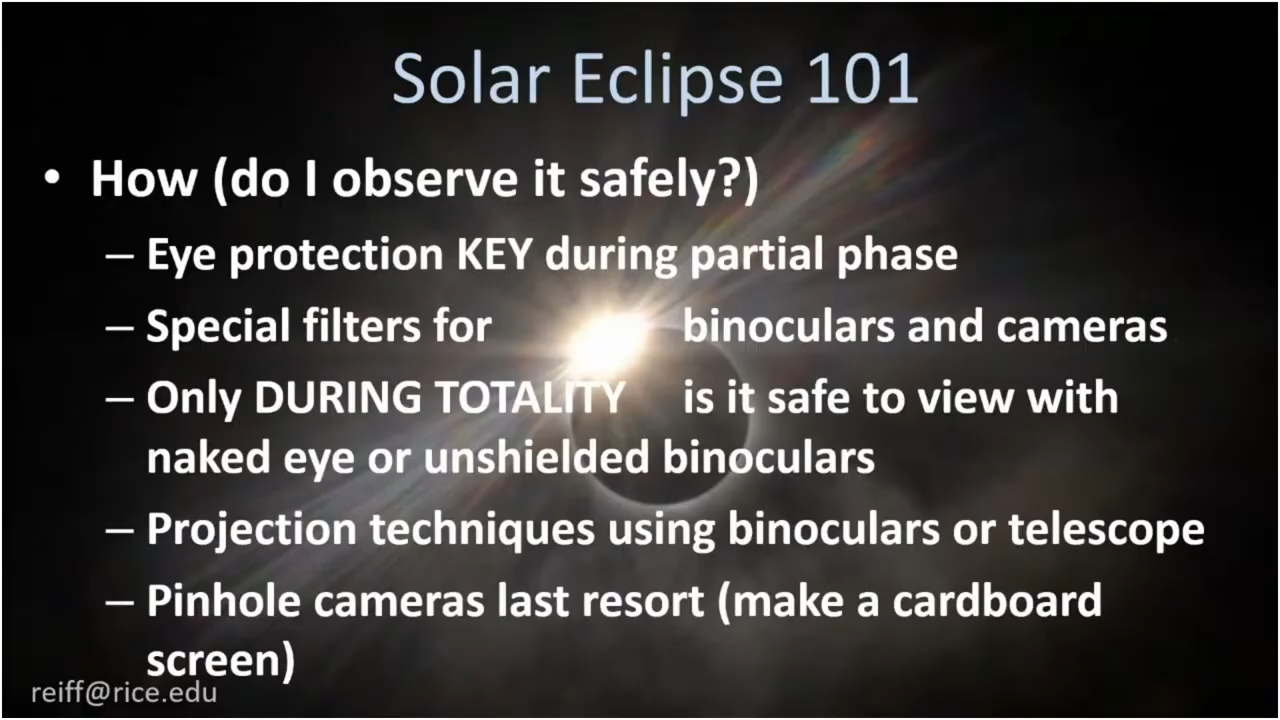 Solar Eclipse 101
• How (do I observe it safely?)
– Eye protection KEY during partial phase
– Special filters for binoculars and cameras
– Only DURING TOTALITY is it safe to view with
naked eye or unshielded binoculars
– Projection techniques using binoculars or telescope
– Pinhole cameras last resort (make a cardboard
screen)
reiff@rice.edu